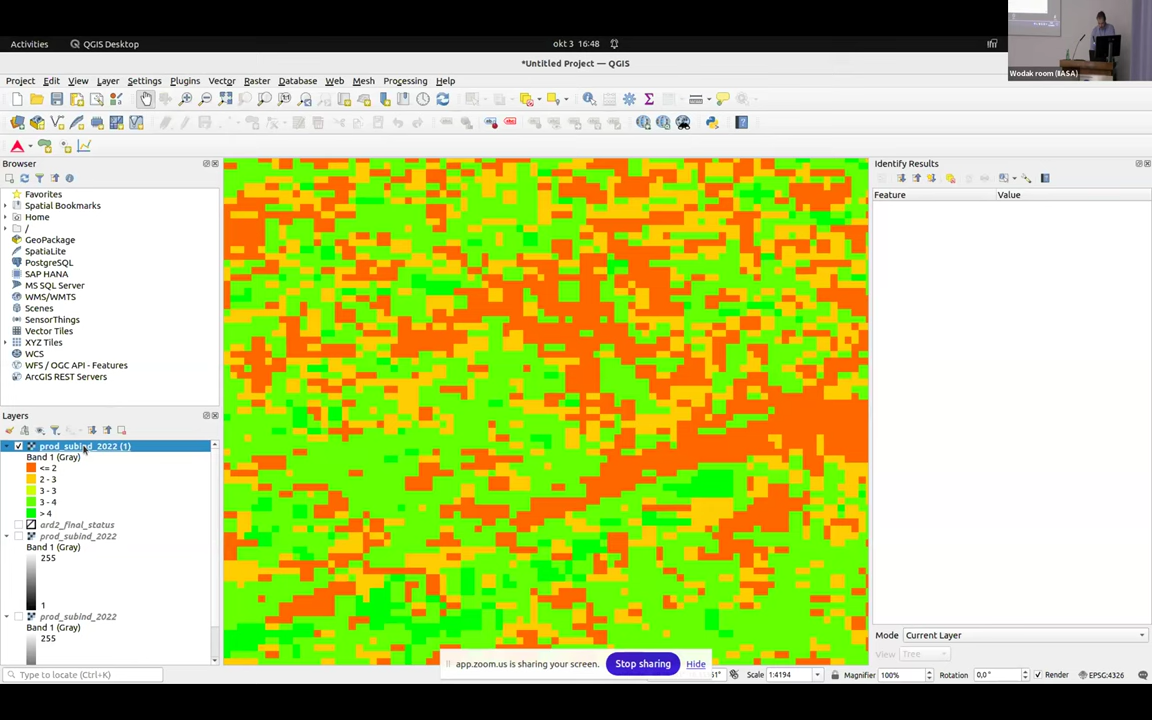 Activities
QGIS Desktop
okt 3 16:48
Wodak room (IIASA)
*Untitled Project — QGIS
Project Edit View Layer Settings Plugins Vector Raster Database Web Mesh Processing Help
Browser
Identify Results
Feature Value
Favorites
Spatial Bookmarks
Home
/
GeoPackage
SpatiaLite
PostgreSQL
SAP HANA
MS SQL Server
WMS/WMTS
Scenes
SensorThings
Vector Tiles
XYZ Tiles
WCS
WFS / OGC API - Features
ArcGIS REST Servers
Layers
prod_subind_2022 (1)
Band 1 (Gray)
<= 2
2 - 3
3 - 3
3 - 4
> 4
ard2_final_status
prod_subind_2022
Band 1 (Gray)
255
1
prod_subind_2022
Band 1 (Gray)
255
Mode Current Layer
View Tree
app.zoom.us is sharing your screen. Stop sharing Hide
Type to locate (Ctrl+K)
Scale 1:4194 Magnifier 100% Rotation 0,0° Render EPSG:4326